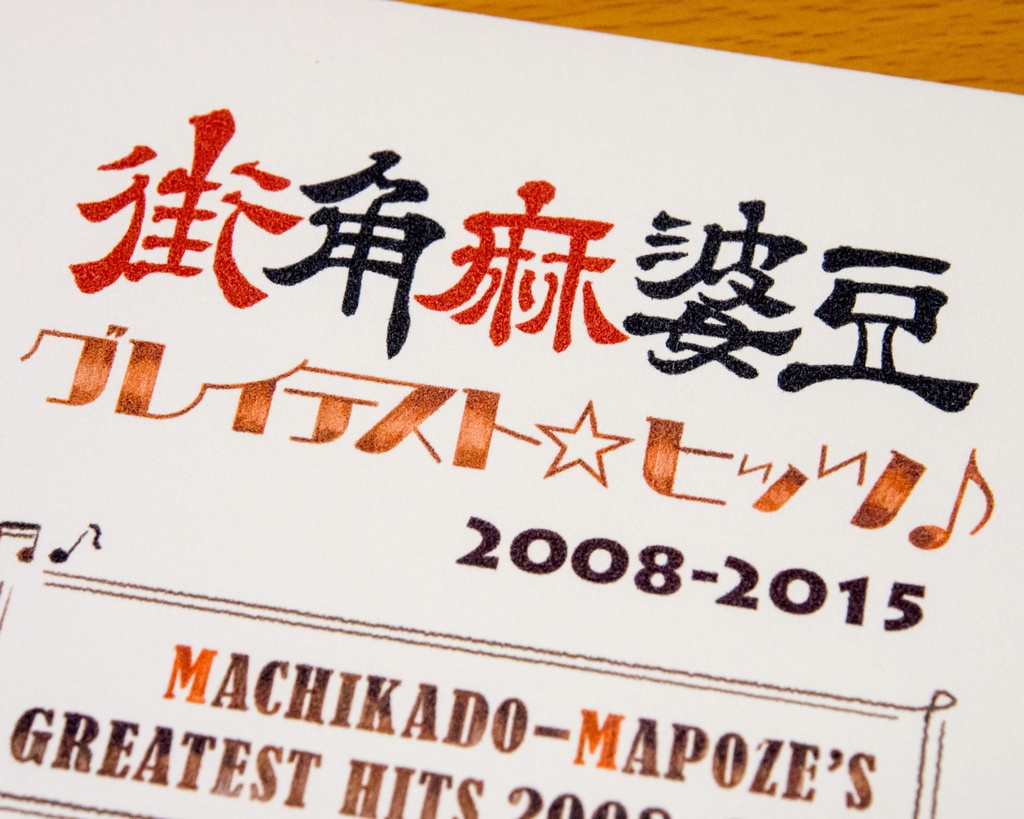 街角麻婆豆
グレイテスト☆ヒッツ♪
2008-2015
MACHIKADO-MAPOZE'S
GREATEST HITS 2008